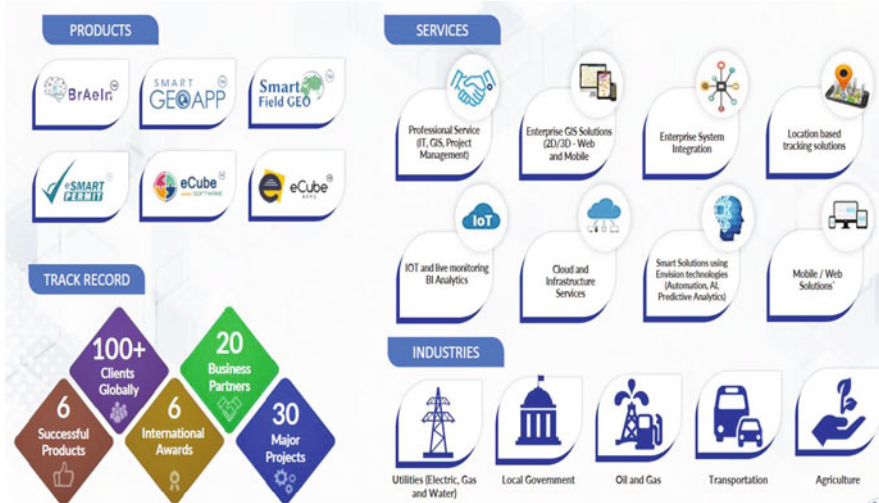 PRODUCTS
BrAeIn
SMART
GEOAPP
Smart
Field GEO
eSMART
PERMIT
eCube
SOFTWARE
eCube
APPS
TRACK RECORD
100+
Clients
Globally
20
Business
Partners
6
Successful
Products
6
International
Awards
30
Major
Projects
SERVICES
Professional Service
(IT, GIS, Project
Management)
Enterprise GIS Solutions
(2D/3D - Web
and Mobile
Enterprise System
Integration
Location based
tracking solutions
IoT
IOT and live monitoring
BI Analytics
Cloud and
Infrastructure
Services
Smart Solutions using
Envision technologies
(Automation, AI,
Predictive Analytics)
Mobile / Web
Solutions`
INDUSTRIES
Utilities (Electric, Gas
and Water)
Local Government
Oil and Gas
Transportation
Agriculture